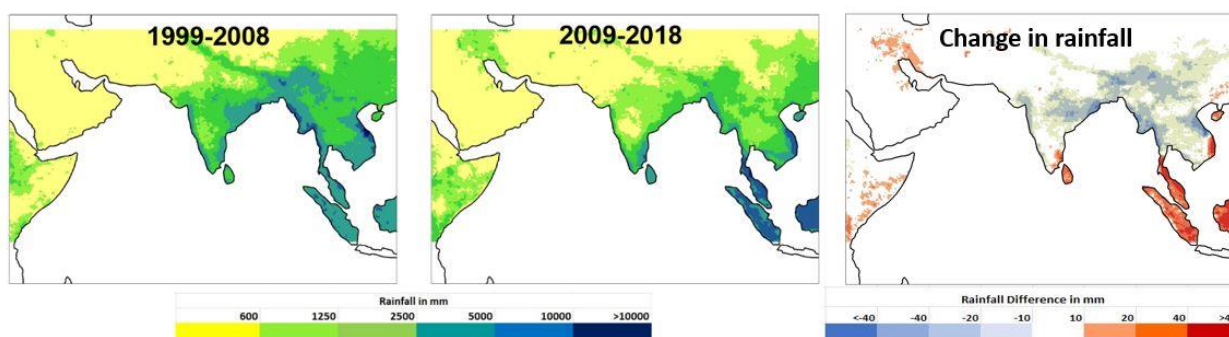 1999-2008
2009-2018
Change in rainfall
Rainfall in mm
600 1250 2500 5000 10000 >10000
Rainfall Difference in mm
<-40 -40 -20 -10 10 20 40 >4